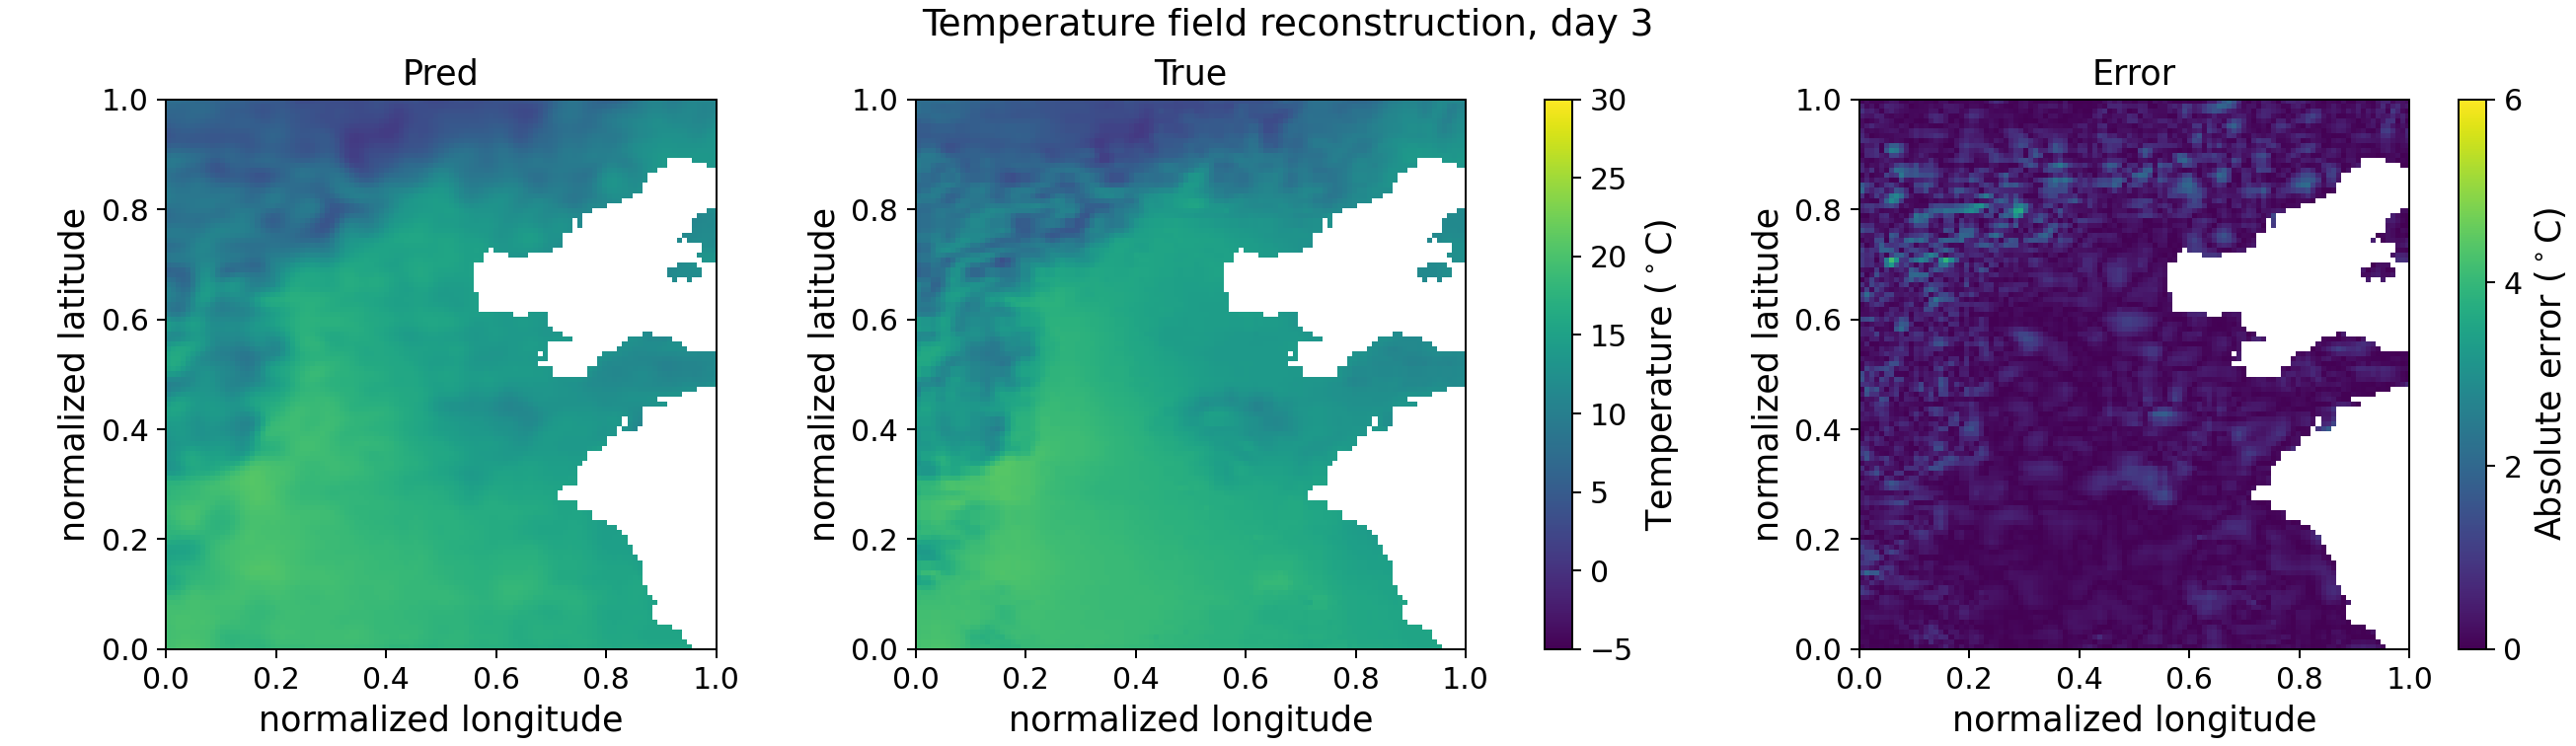 Temperature field reconstruction, day 3
Pred
True
Error
1.0
0.8
0.6
0.4
0.2
0.0
0.0 0.2 0.4 0.6 0.8 1.0
normalized longitude
normalized latitude
1.0
0.8
0.6
0.4
0.2
0.0
0.0 0.2 0.4 0.6 0.8 1.0
normalized longitude
normalized latitude
30
25
20
15
10
5
0
−5
Temperature (°C)
1.0
0.8
0.6
0.4
0.2
0.0
0.0 0.2 0.4 0.6 0.8 1.0
normalized longitude
normalized latitude
6
4
2
0
Absolute error (°C)